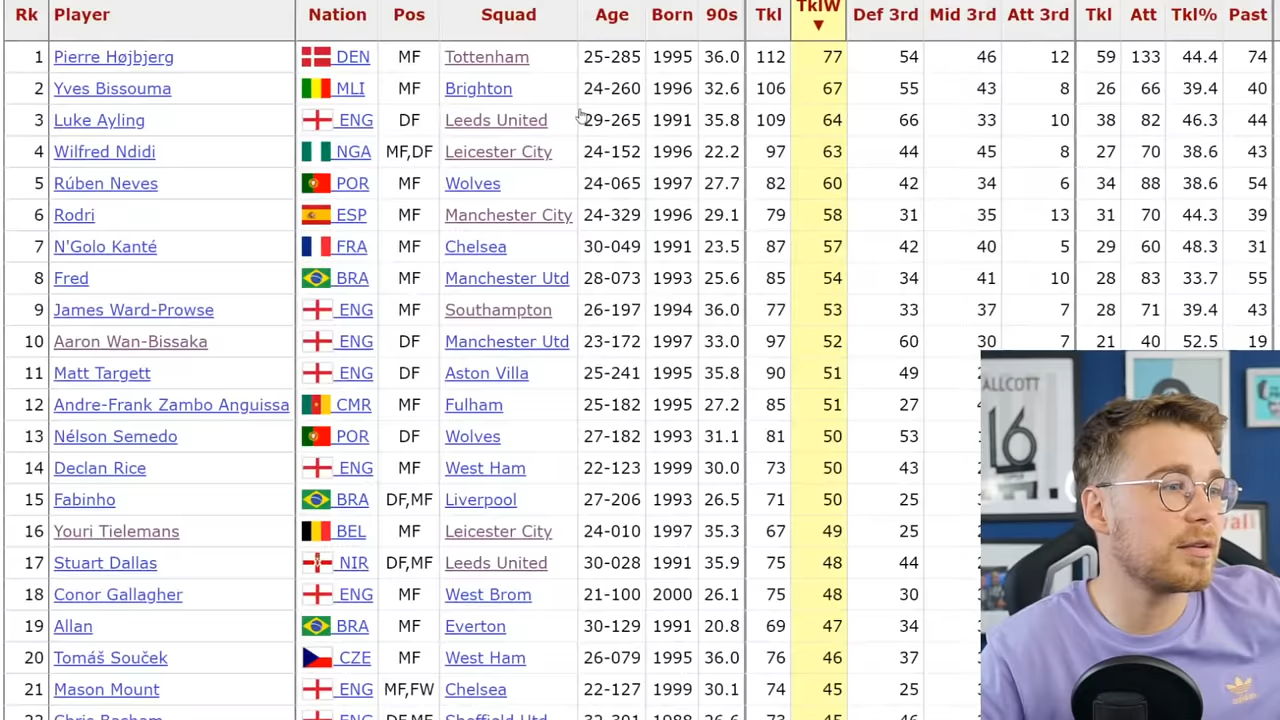 Rk Player Nation Pos Squad Age Born 90s Tkl TklW ▼ Def 3rd Mid 3rd Att 3rd Tkl Att Tkl% Past
1 Pierre Højbjerg DEN MF Tottenham 25-285 1995 36.0 112 77 54 46 12 59 133 44.4 74
2 Yves Bissouma MLI MF Brighton 24-260 1996 32.6 106 67 55 43 8 26 66 39.4 40
3 Luke Ayling ENG DF Leeds United 29-265 1991 35.8 109 64 66 33 10 38 82 46.3 44
4 Wilfred Ndidi NGA MF,DF Leicester City 24-152 1996 22.2 97 63 44 45 8 27 70 38.6 43
5 Rúben Neves POR MF Wolves 24-065 1997 27.7 82 60 42 34 6 34 88 38.6 54
6 Rodri ESP MF Manchester City 24-329 1996 29.1 79 58 31 35 13 31 70 44.3 39
7 N'Golo Kanté FRA MF Chelsea 30-049 1991 23.5 87 57 42 40 5 29 60 48.3 31
8 Fred BRA MF Manchester Utd 28-073 1993 25.6 85 54 34 41 10 28 83 33.7 55
9 James Ward-Prowse ENG MF Southampton 26-197 1994 36.0 77 53 33 37 7 28 71 39.4 43
10 Aaron Wan-Bissaka ENG DF Manchester Utd 23-172 1997 33.0 97 52 60 30 7 21 40 52.5 19
11 Matt Targett ENG DF Aston Villa 25-241 1995 35.8 90 51 49
12 Andre-Frank Zambo Anguissa CMR MF Fulham 25-182 1995 27.2 85 51 27
13 Nélson Semedo POR DF Wolves 27-182 1993 31.1 81 50 53
14 Declan Rice ENG MF West Ham 22-123 1999 30.0 73 50 43
15 Fabinho BRA DF,MF Liverpool 27-206 1993 26.5 71 50 25
16 Youri Tielemans BEL MF Leicester City 24-010 1997 35.3 67 49 25
17 Stuart Dallas NIR DF,MF Leeds United 30-028 1991 35.9 75 48 44
18 Conor Gallagher ENG MF West Brom 21-100 2000 26.1 75 48 30
19 Allan BRA MF Everton 30-129 1991 20.8 69 47 34
20 Tomáš Souček CZE MF West Ham 26-079 1995 36.0 76 46 37
21 Mason Mount ENG MF,FW Chelsea 22-127 1999 30.1 74 45 25
ALLCOTT
16